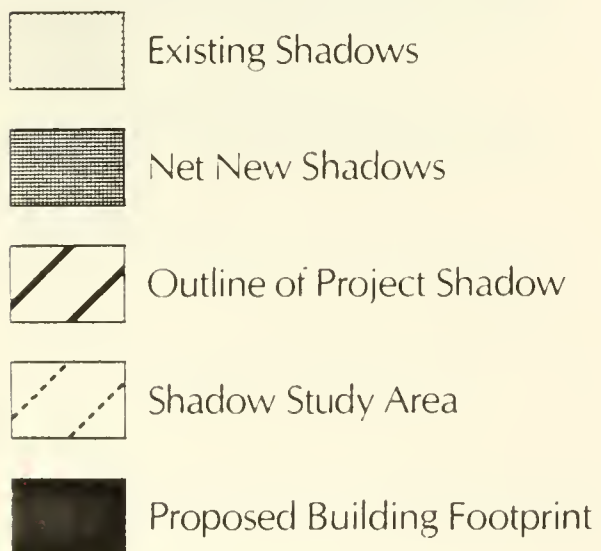 Existing Shadows
Net New Shadows
Outline of Project Shadow
Shadow Study Area
Proposed Building Footprint